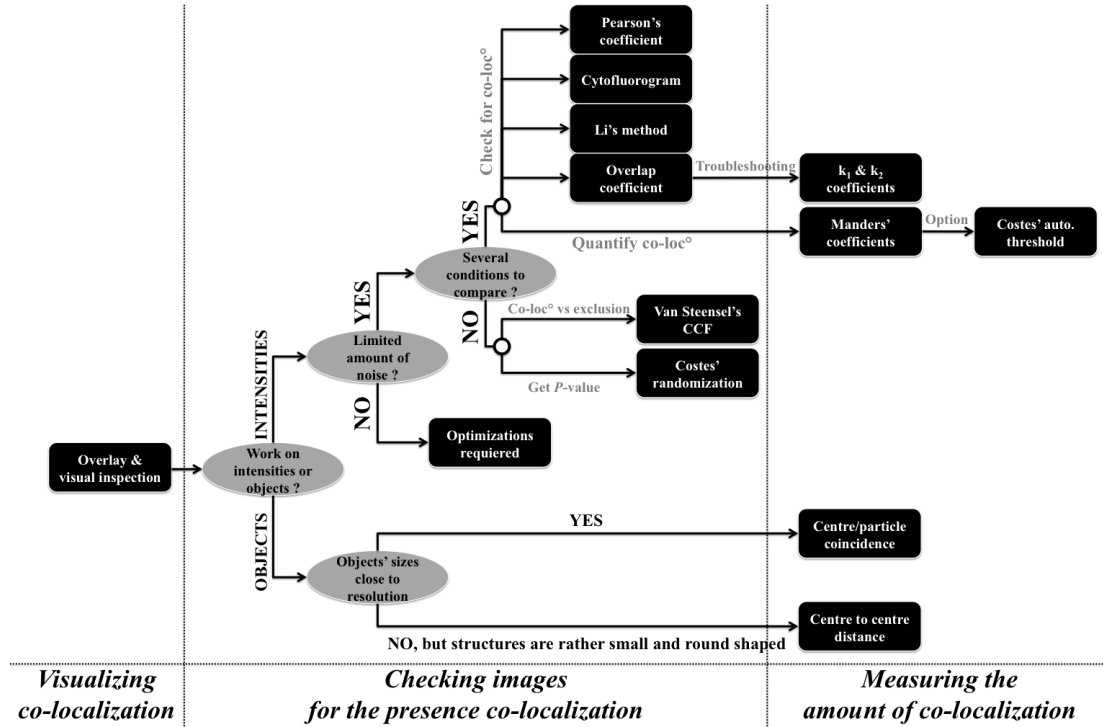 Pearson's
coefficient
Cytofluorogram
Li's method
Overlap
coefficient
Check for co-loc°
Troubleshooting
k₁ & k₂
coefficients
Quantify co-loc°
Manders'
coefficients
Option
Costes' auto.
threshold
YES
Several
conditions to
compare ?
NO
Co-loc° vs exclusion
Van Steensel's
CCF
Get P-value
Costes'
randomization
YES
Limited
amount of
noise ?
NO
Optimizations
requiered
INTENSITIES
Overlay &
visual inspection
Work on
intensities or
objects ?
OBJECTS
YES
Centre/particle
coincidence
Objects' sizes
close to
resolution
NO, but structures are rather small and round shaped
Centre to centre
distance
Visualizing
co-localization
Checking images
for the presence co-localization
Measuring the
amount of co-localization